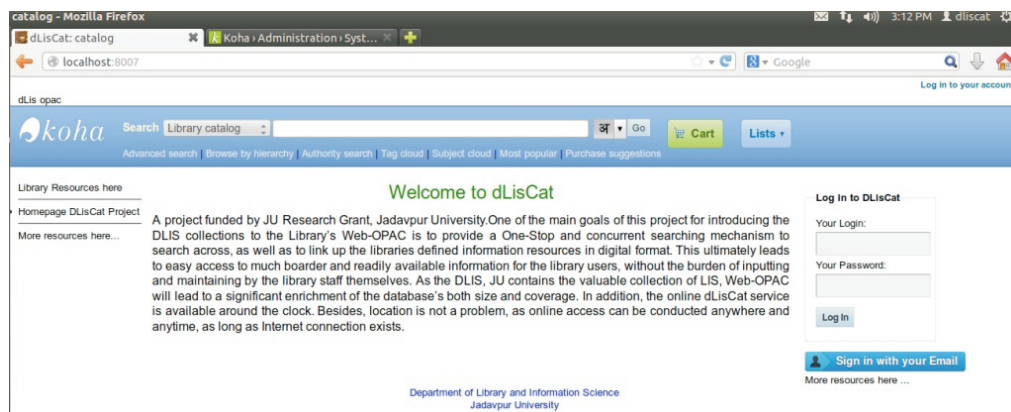 catalog - Mozilla Firefox
3:12 PM dliscat
dLisCat: catalog
Koha › Administration › Syst...
localhost:8007
Google
Log in to your accoun
dLis opac
koha
Search Library catalog
अ Go
Cart
Lists
Advanced search | Browse by hierarchy | Authority search | Tag cloud | Subject cloud | Most popular | Purchase suggestions
Library Resources here
Homepage DLisCat Project
More resources here...
Welcome to dLisCat
A project funded by JU Research Grant, Jadavpur University.One of the main goals of this project for introducing the
DLIS collections to the Library's Web-OPAC is to provide a One-Stop and concurrent searching mechanism to
search across, as well as to link up the libraries defined information resources in digital format. This ultimately leads
to easy access to much boarder and readily available information for the library users, without the burden of inputting
and maintaining by the library staff themselves. As the DLIS, JU contains the valuable collection of LIS, Web-OPAC
will lead to a significant enrichment of the database's both size and coverage. In addition, the online dLisCat service
is available around the clock. Besides, location is not a problem, as online access can be conducted anywhere and
anytime, as long as Internet connection exists.
Department of Library and Information Science
Jadavpur University
Log in to DLisCat
Your Login:
Your Password:
Log In
Sign in with your Email
More resources here ...